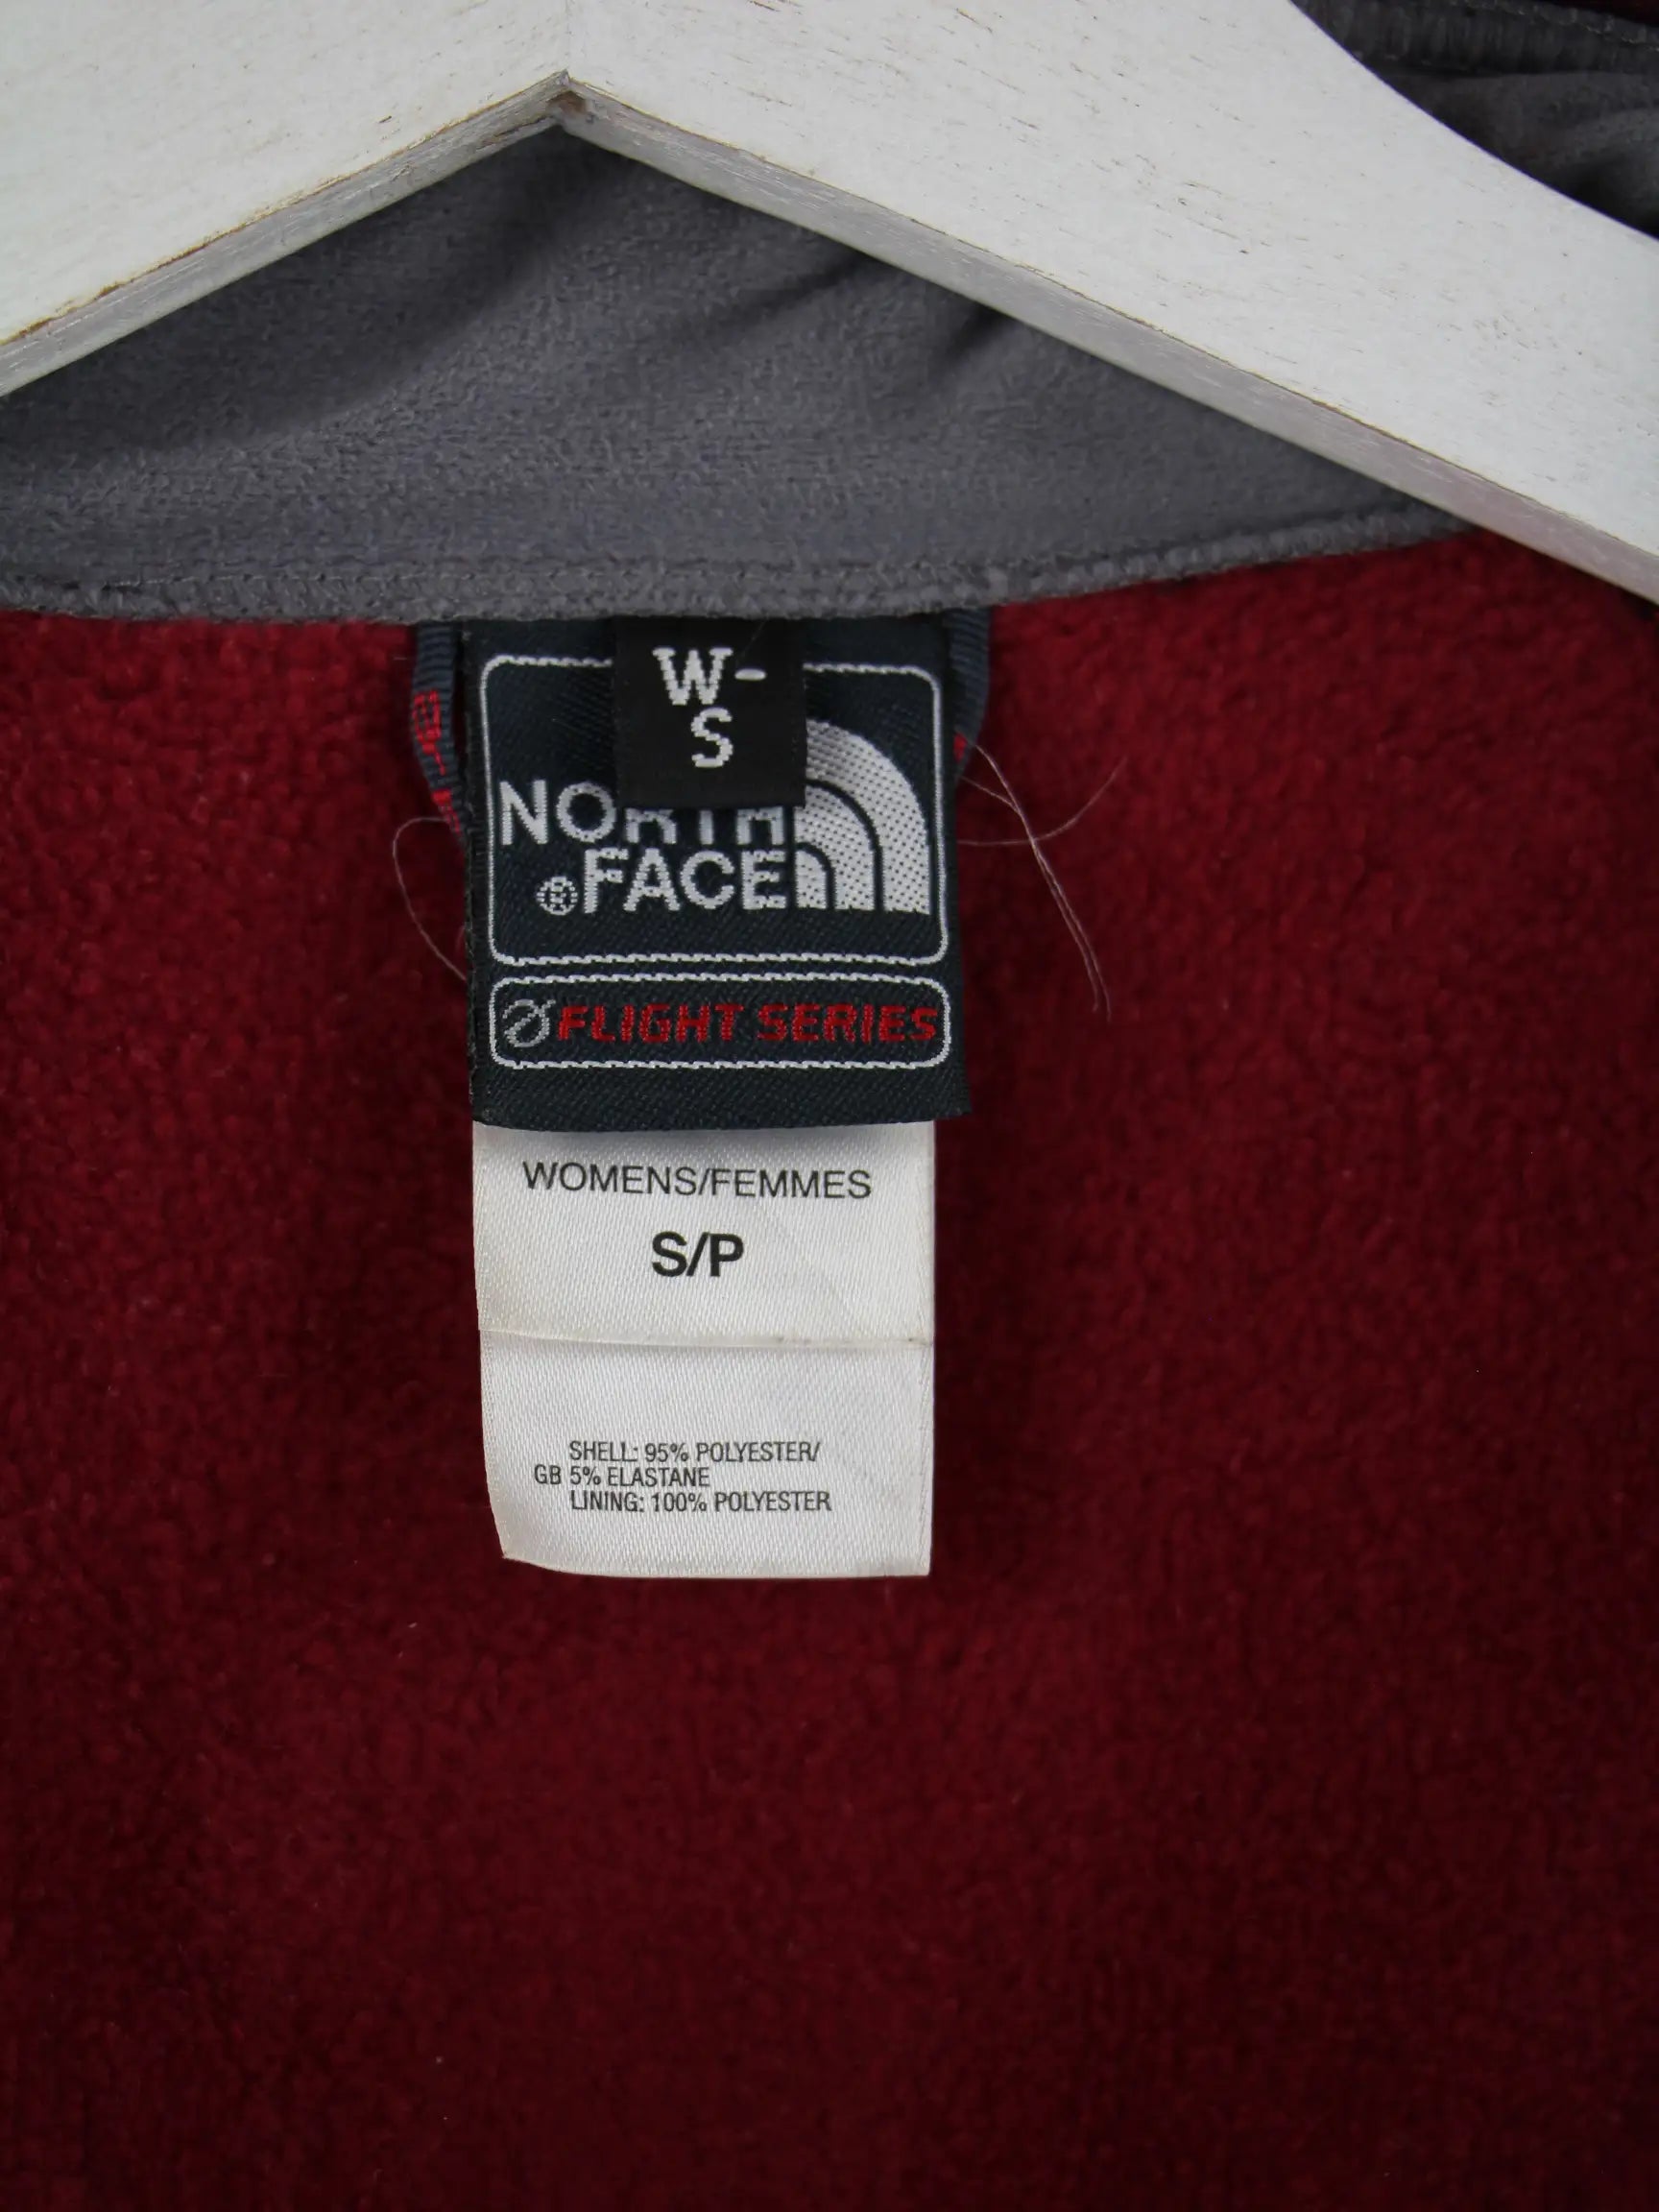 W-
S
NORTH
®FACE
FLIGHT SERIES
WOMENS/FEMMES
S/P
SHELL: 95% POLYESTER/
GB 5% ELASTANE
LINING: 100% POLYESTER